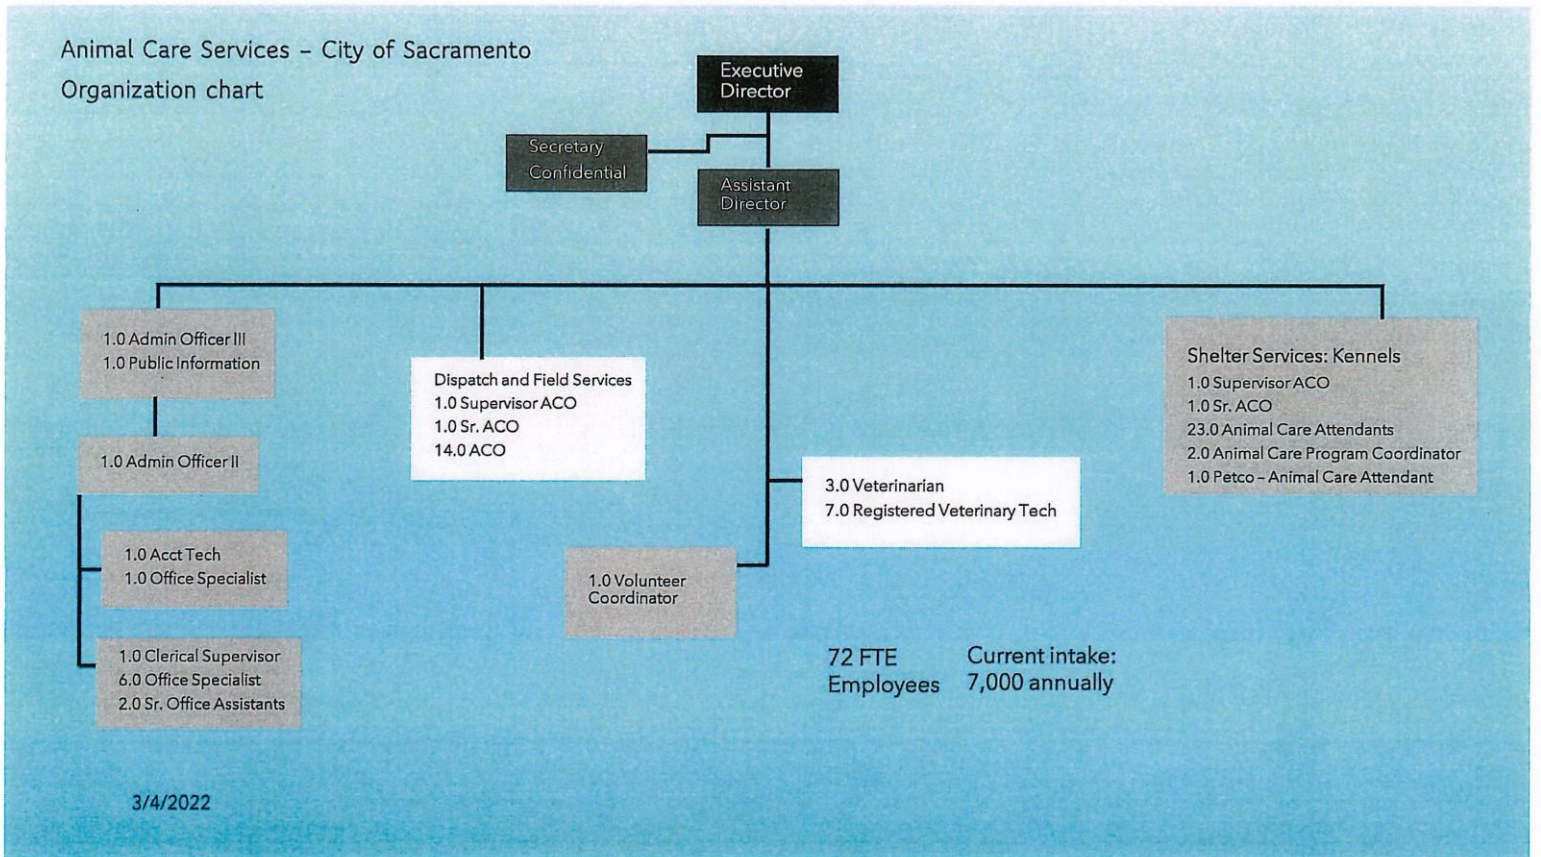 Animal Care Services – City of Sacramento
Organization chart
Executive
Director
Secretary
Confidential
Assistant
Director
1.0 Admin Officer III
1.0 Public Information
1.0 Admin Officer II
1.0 Acct Tech
1.0 Office Specialist
1.0 Clerical Supervisor
6.0 Office Specialist
2.0 Sr. Office Assistants
Dispatch and Field Services
1.0 Supervisor ACO
1.0 Sr. ACO
14.0 ACO
1.0 Volunteer
Coordinator
3.0 Veterinarian
7.0 Registered Veterinary Tech
Shelter Services: Kennels
1.0 Supervisor ACO
1.0 Sr. ACO
23.0 Animal Care Attendants
2.0 Animal Care Program Coordinator
1.0 Petco – Animal Care Attendant
72 FTE
Employees
Current intake:
7,000 annually
3/4/2022